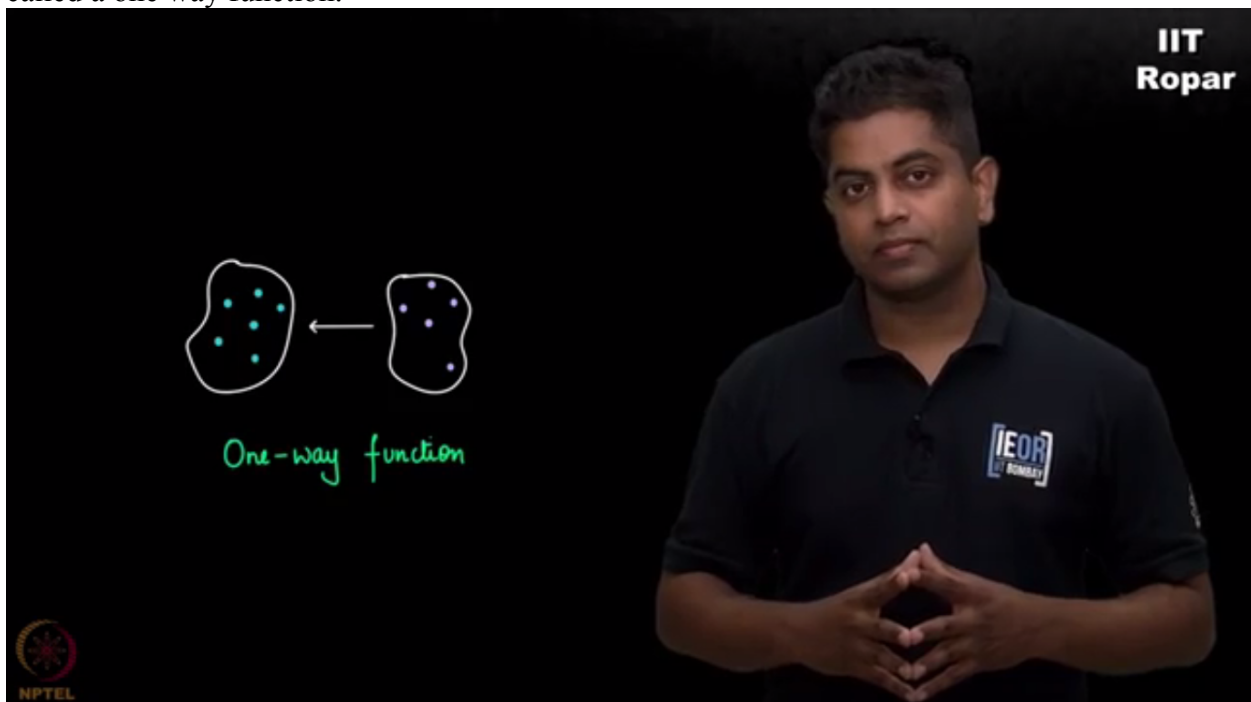 called a one-way function.
IIT
Ropar
One-way function
[IEOR]
IIT BOMBAY
NPTEL